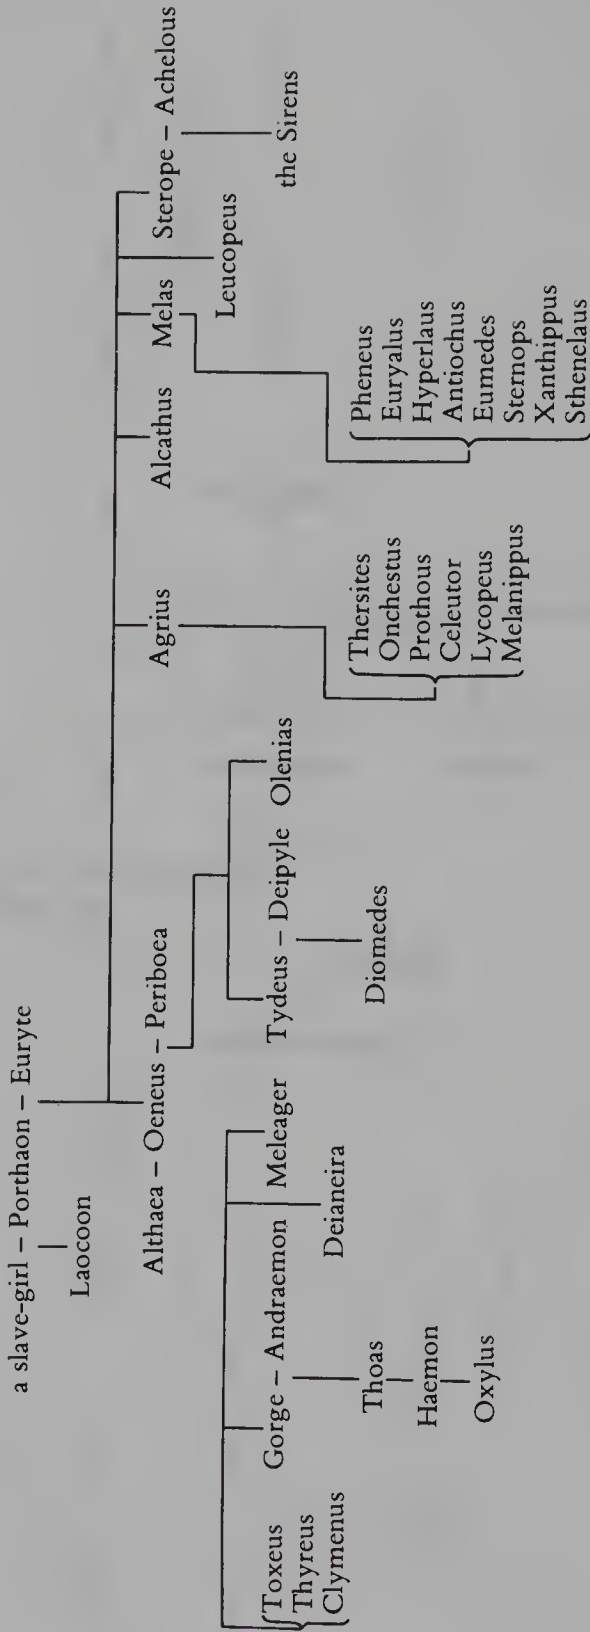 a slave-girl – Porthaon – Euryte
Laocoon
Althaea – Oeneus – Periboea
Agrius
Alcathus
Melas
Sterope – Achelous
Leucopeus
the Sirens
Toxeus
Thyreus
Clymenus
Gorge – Andraemon
Meleager
Deianeira
Thoas
Haemon
Oxylus
Tydeus – Deipyle
Olenias
Diomedes
Thersites
Onchestus
Prothous
Celeutor
Lycopeus
Melanippus
Pheneus
Euryalus
Hyperlaus
Antiochus
Eumedes
Sternops
Xanthippus
Sthenelaus